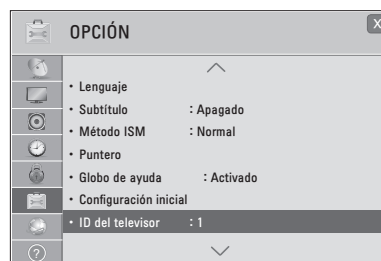 OPCIÓN
X
• Lenguaje
• Subtítulo : Apagado
• Método ISM : Normal
• Puntero
• Globo de ayuda : Activado
• Configuración inicial
• ID del televisor : 1
?